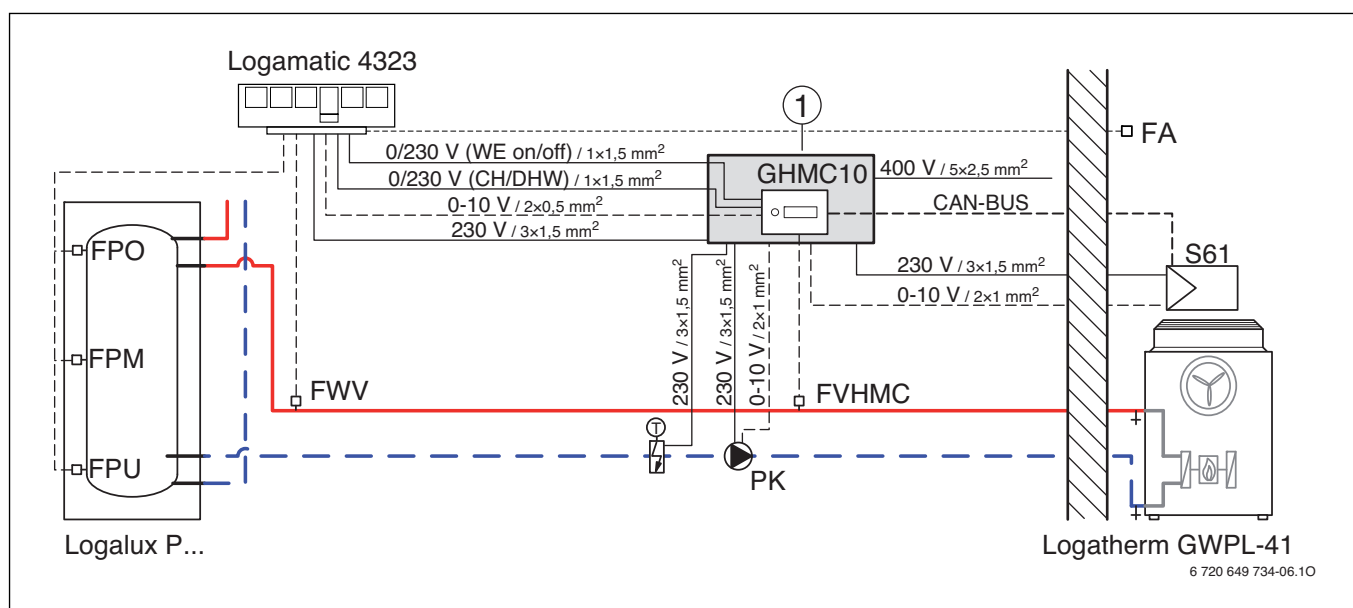 Logamatic 4323
1
FA
0/230 V (WE on/off) / 1×1,5 mm²
GHMC10
400 V / 5×2,5 mm²
0/230 V (CH/DHW) / 1×1,5 mm²
CAN-BUS
0-10 V / 2×0,5 mm²
230 V / 3×1,5 mm²
FPO
S61
230 V / 3×1,5 mm²
0-10 V / 2×1 mm²
230 V / 3×1,5 mm²
230 V / 3×1,5 mm²
0-10 V / 2×1 mm²
FPM
FWV
FVHMC
T
FPU
PK
Logalux P...
Logatherm GWPL-41
6 720 649 734-06.1O